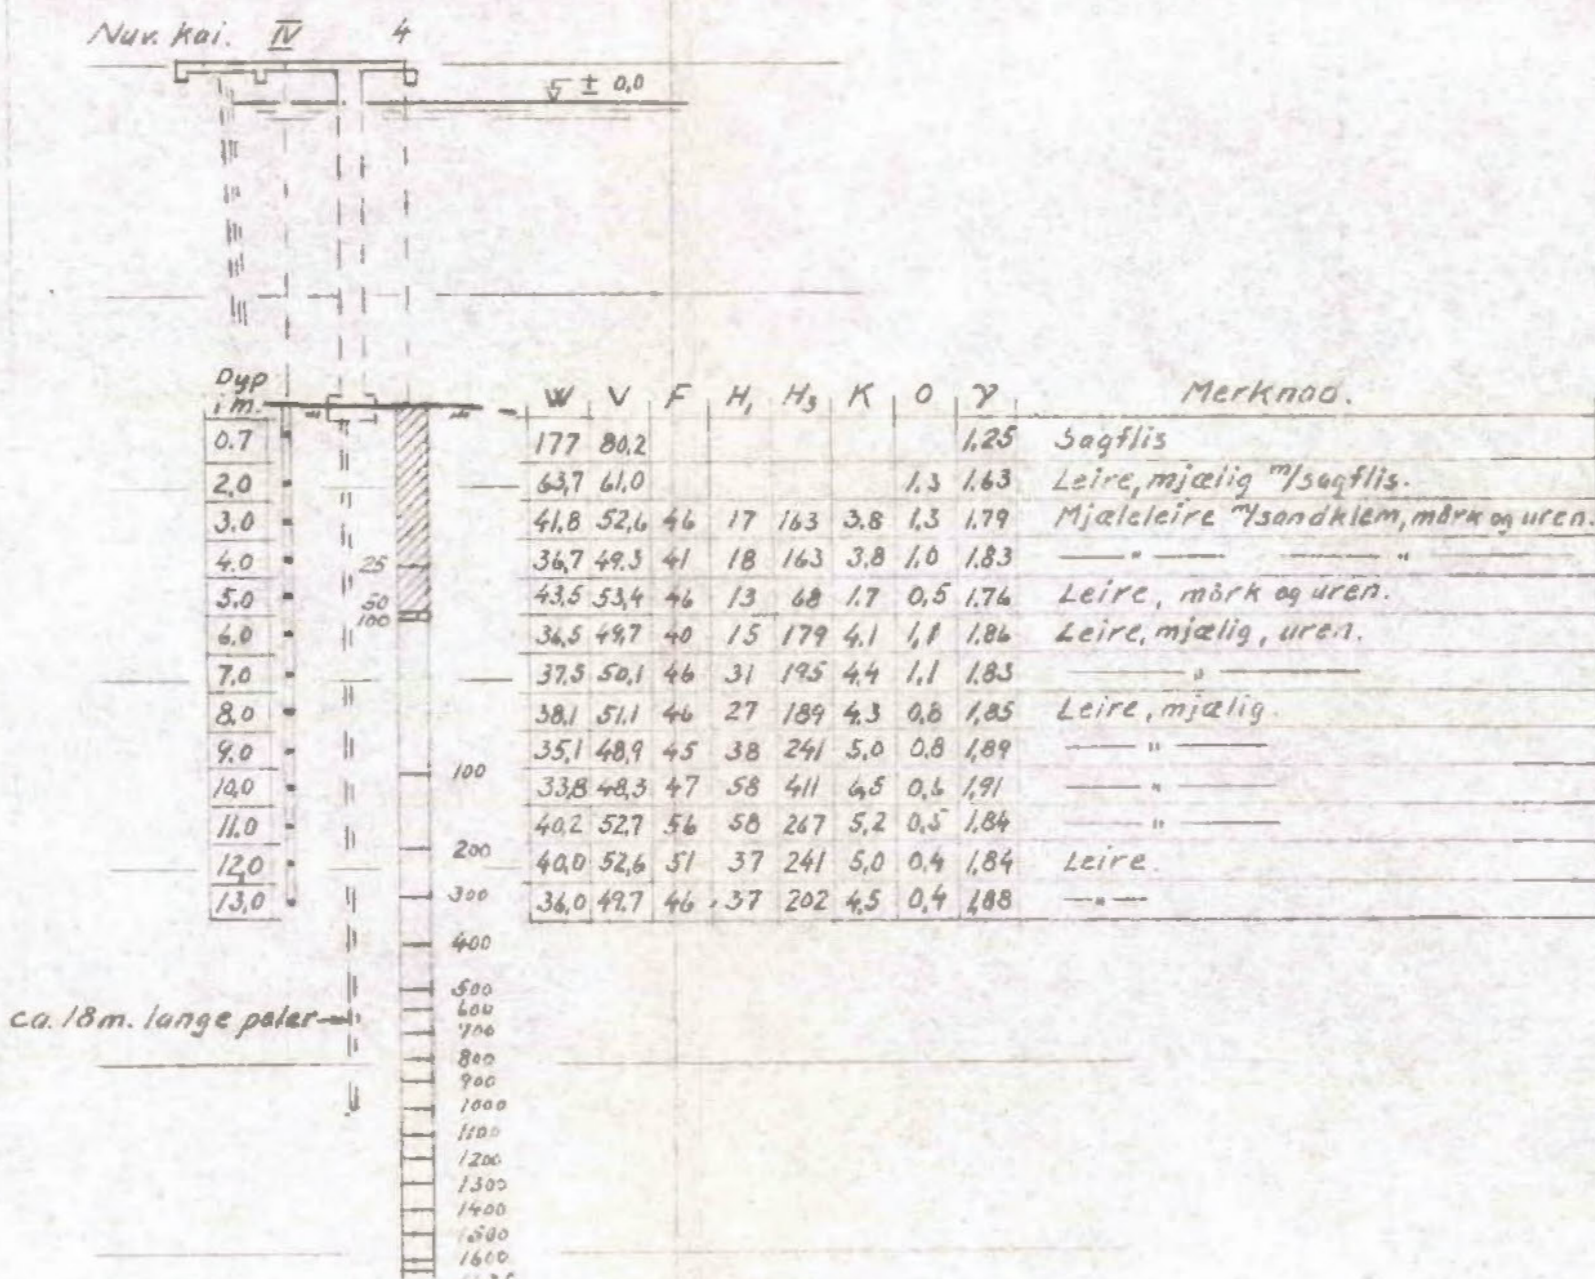 Nuv. kai. IV 4
± 0,0
Dyp i m. W V F H₁ H₃ K O γ Merknad.
0.7 177 80,2 1,25 Sagflis
2,0 63,7 61,0 1,3 1.63 Leire, mjælig m/sagflis.
3.0 41,8 52,6 46 17 163 3.8 1,3 1.79 Mjæleleire m/sandklem, mørk og uren.
4.0 36,7 49.3 41 18 163 3,8 1,0 1.83 — " — — " —
25
5.0 43,5 53,4 46 13 68 1.7 0,5 1.76 Leire, mørk og uren.
50
100
6,0 36,5 49,7 40 15 179 4.1 1,1 1.86 Leire, mjælig, uren.
7.0 37,5 50,1 46 31 195 4.4 1,1 1.83 — " —
8,0 38,1 51,1 46 27 189 4.3 0,8 1,85 Leire, mjælig.
9.0 35,1 48,9 45 38 241 5,0 0,8 1,89 — " —
100
10,0 33,8 48,3 47 58 411 6,5 0,6 1,91 — " —
11.0 40,2 52,7 56 58 267 5,2 0,5 1,84 — " —
200
12,0 40,0 52,6 51 37 241 5,0 0,4 1,84 Leire.
13,0 36,0 49,7 46 37 202 4,5 0,4 1,88 — " —
300
400
500
600
ca. 18 m. lange peler
700
800
900
1000
1100
1200
1300
1400
1500
1600